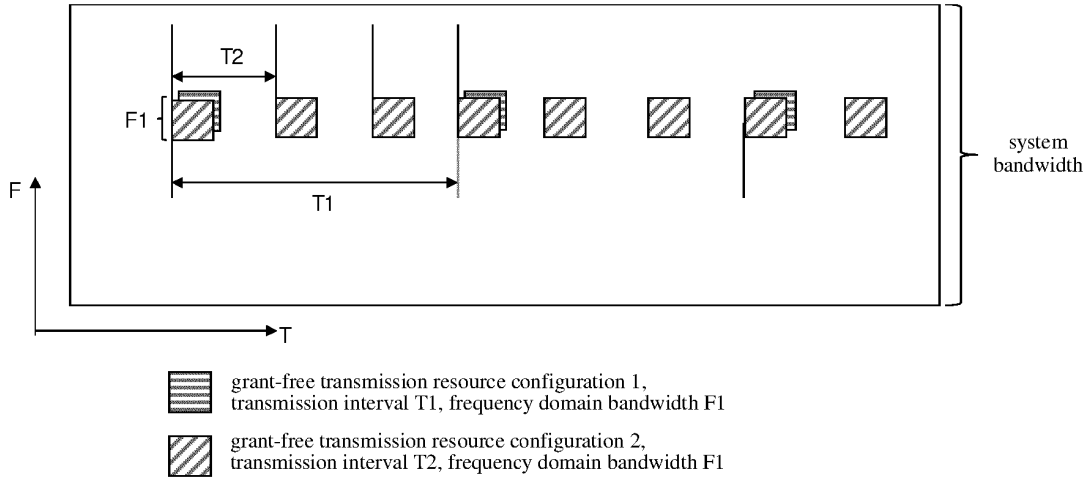 T2
F1
system
bandwidth
F
T1
T
grant-free transmission resource configuration 1,
transmission interval T1, frequency domain bandwidth F1
grant-free transmission resource configuration 2,
transmission interval T2, frequency domain bandwidth F1